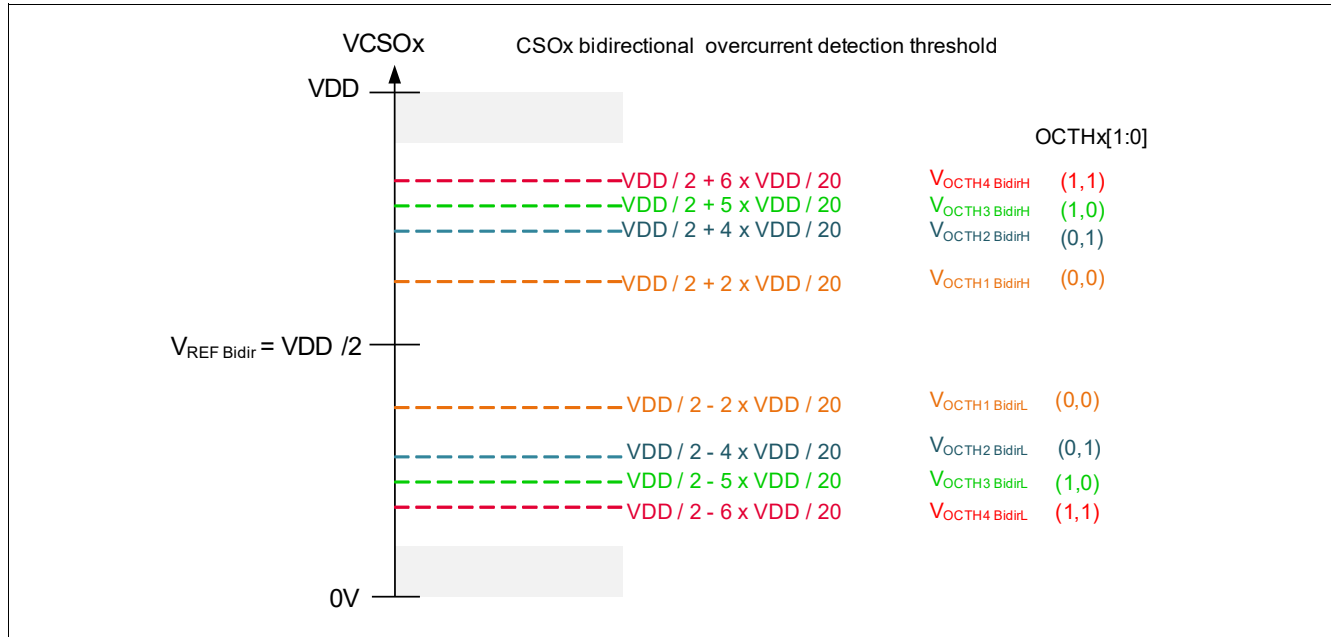 VCSOx CSOx bidirectional overcurrent detection threshold
VDD
OCTHx[1:0]
VDD / 2 + 6 x VDD / 20 VOCTH4 BidirH (1,1)
VDD / 2 + 5 x VDD / 20 VOCTH3 BidirH (1,0)
VDD / 2 + 4 x VDD / 20 VOCTH2 BidirH (0,1)
VDD / 2 + 2 x VDD / 20 VOCTH1 BidirH (0,0)
VREF Bidir = VDD /2
VDD / 2 - 2 x VDD / 20 VOCTH1 BidirL (0,0)
VDD / 2 - 4 x VDD / 20 VOCTH2 BidirL (0,1)
VDD / 2 - 5 x VDD / 20 VOCTH3 BidirL (1,0)
VDD / 2 - 6 x VDD / 20 VOCTH4 BidirL (1,1)
0V